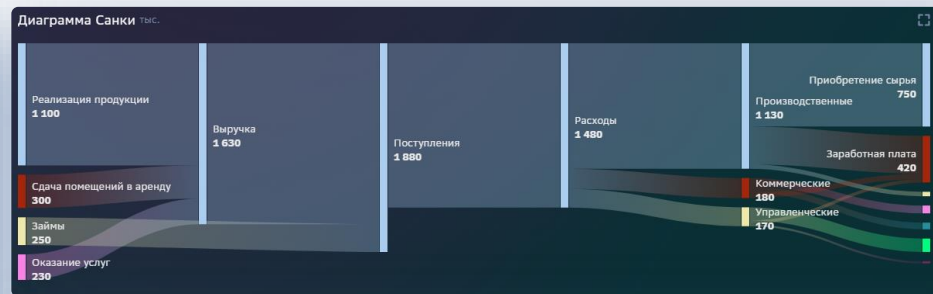 Диаграмма Санки тыс.
Реализация продукции
1 100
Сдача помещений в аренду
300
Займы
250
Оказание услуг
230
Выручка
1 630
Поступления
1 880
Расходы
1 480
Производственные
1 130
Коммерческие
180
Управленческие
170
Приобретение сырья
750
Заработная плата
420